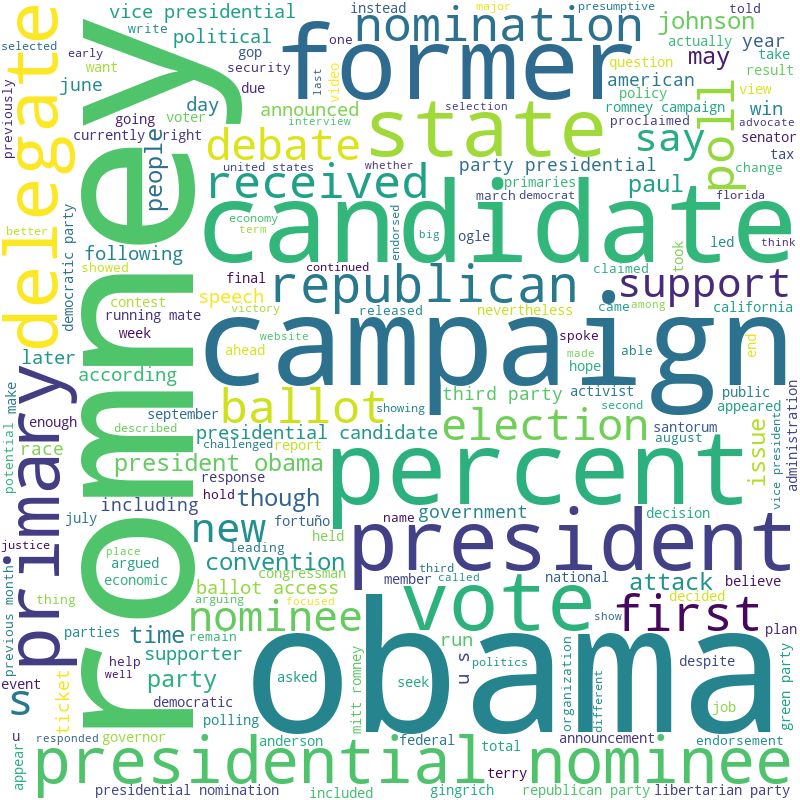 delegate
romney
primary
former
nomination
johnson
state
debate
say
poll
may
received
candidate
republican
support
campaign
ballot
election
percent
president
vote
first
obama
presidential nominee
nominee
convention
new
though
s
selected
previously
early
want
vice presidential
write
political
gop
security
due
one
last
instead
major
presumptive
told
actually
year
question
american
policy
take
result
view
romney campaign
win
advocate
selection
proclaimed
senator
tax
change
june
day
announced
video
interview
going
voter
currently
right
people
united states
whether
party presidential
primaries
paul
march
democrat
florida
better
democratic party
following
showed
economy
term
endorsed
big
ogle
led
think
took
claimed
final
continued
contest
speech
victory
released
nevertheless
came
among
california
running mate
week
website
ahead
spoke
made
hope
able
end
later
according
potential
make
race
enough
september
showing
third party
activist
second
public
appeared
described
presidential candidate
challenged
report
santorum
august
issue
vice president
administration
president obama
response
including
hold
july
fortuño
held
name
government
decision
justice
place
argued
economic
leading
congressman
member
third
called
national
attack
believe
ballot access
arguing
focused
decided
show
plan
thing
previous month
parties
time
remain
run
green party
help
well
supporter
event
party
asked
seek
u s
politics
organization
different
despite
job
ticket
democratic
polling
mitt romney
u
appear
responded
governor
anderson
federal
total
announcement
endorsement
terry
presidential nomination
included
gingrich
republican party
libertarian party